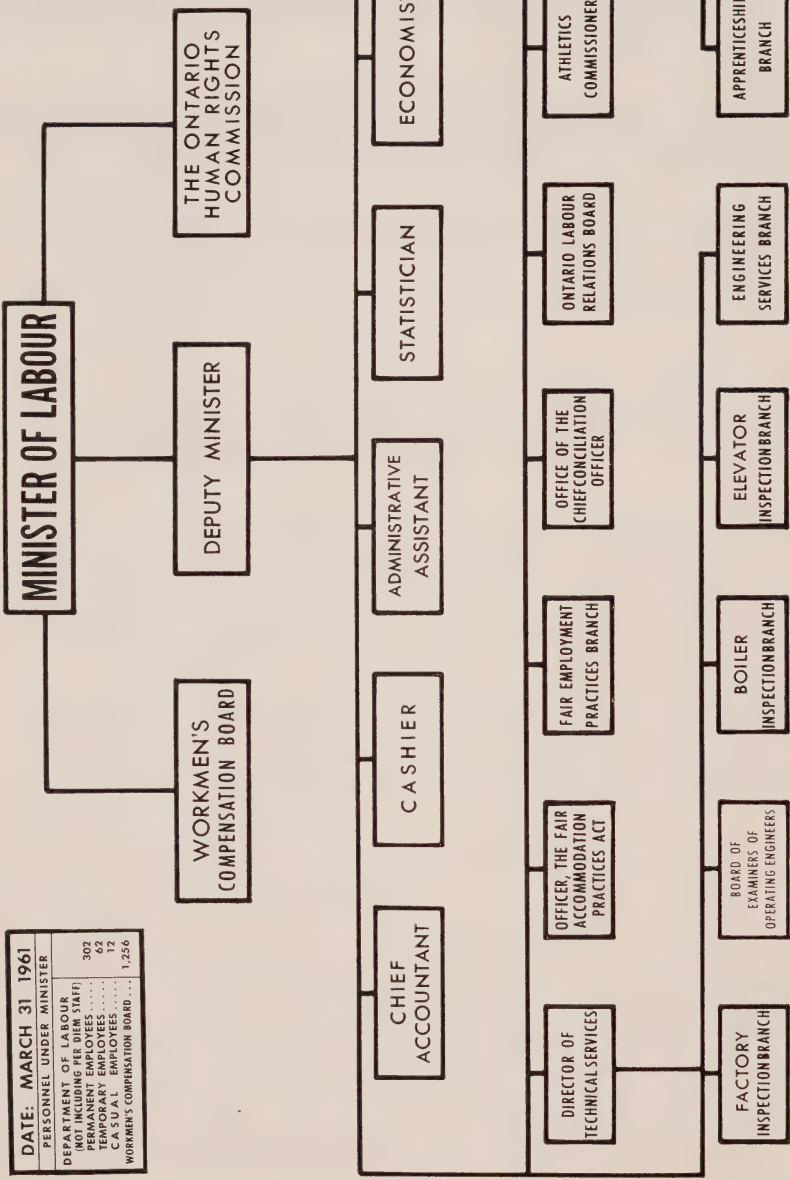 DATE: MARCH 31 1961
PERSONNEL UNDER MINISTER
DEPARTMENT OF LABOUR
(NOT INCLUDING PER DIEM STAFF)
PERMANENT EMPLOYEES...... 302
TEMPORARY EMPLOYEES...... 62
CASUAL EMPLOYEES...... 12
WORKMEN'S COMPENSATION BOARD... 1,256
MINISTER OF LABOUR
WORKMEN'S
COMPENSATION BOARD
DEPUTY MINISTER
THE ONTARIO
HUMAN RIGHTS
COMMISSION
CHIEF
ACCOUNTANT
CASHIER
ADMINISTRATIVE
ASSISTANT
STATISTICIAN
ECONOMIST
DIRECTOR OF
TECHNICAL SERVICES
OFFICER, THE FAIR
ACCOMMODATION
PRACTICES ACT
FAIR EMPLOYMENT
PRACTICES BRANCH
OFFICE OF THE
CHIEF CONCILIATION
OFFICER
ONTARIO LABOUR
RELATIONS BOARD
ATHLETICS
COMMISSIONER
FACTORY
INSPECTION BRANCH
BOARD OF
EXAMINERS OF
OPERATING ENGINEERS
BOILER
INSPECTION BRANCH
ELEVATOR
INSPECTION BRANCH
ENGINEERING
SERVICES BRANCH
APPRENTICESHIP
BRANCH